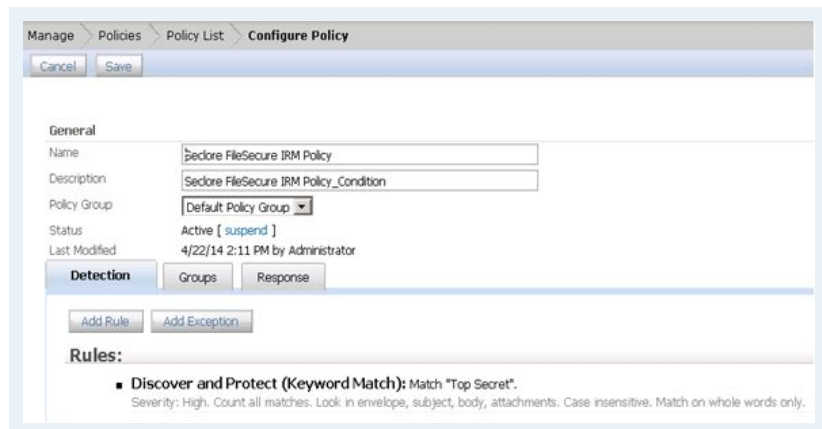 Manage Policies Policy List Configure Policy
Cancel Save
General
Name Seclore FileSecure IRM Policy
Description Seclore FileSecure IRM Policy_Condition
Policy Group Default Policy Group
Status Active [ suspend ]
Last Modified 4/22/14 2:11 PM by Administrator
Detection Groups Response
Add Rule Add Exception
Rules:
Discover and Protect (Keyword Match): Match "Top Secret".
Severity: High. Count all matches. Look in envelope, subject, body, attachments. Case insensitive. Match on whole words only.